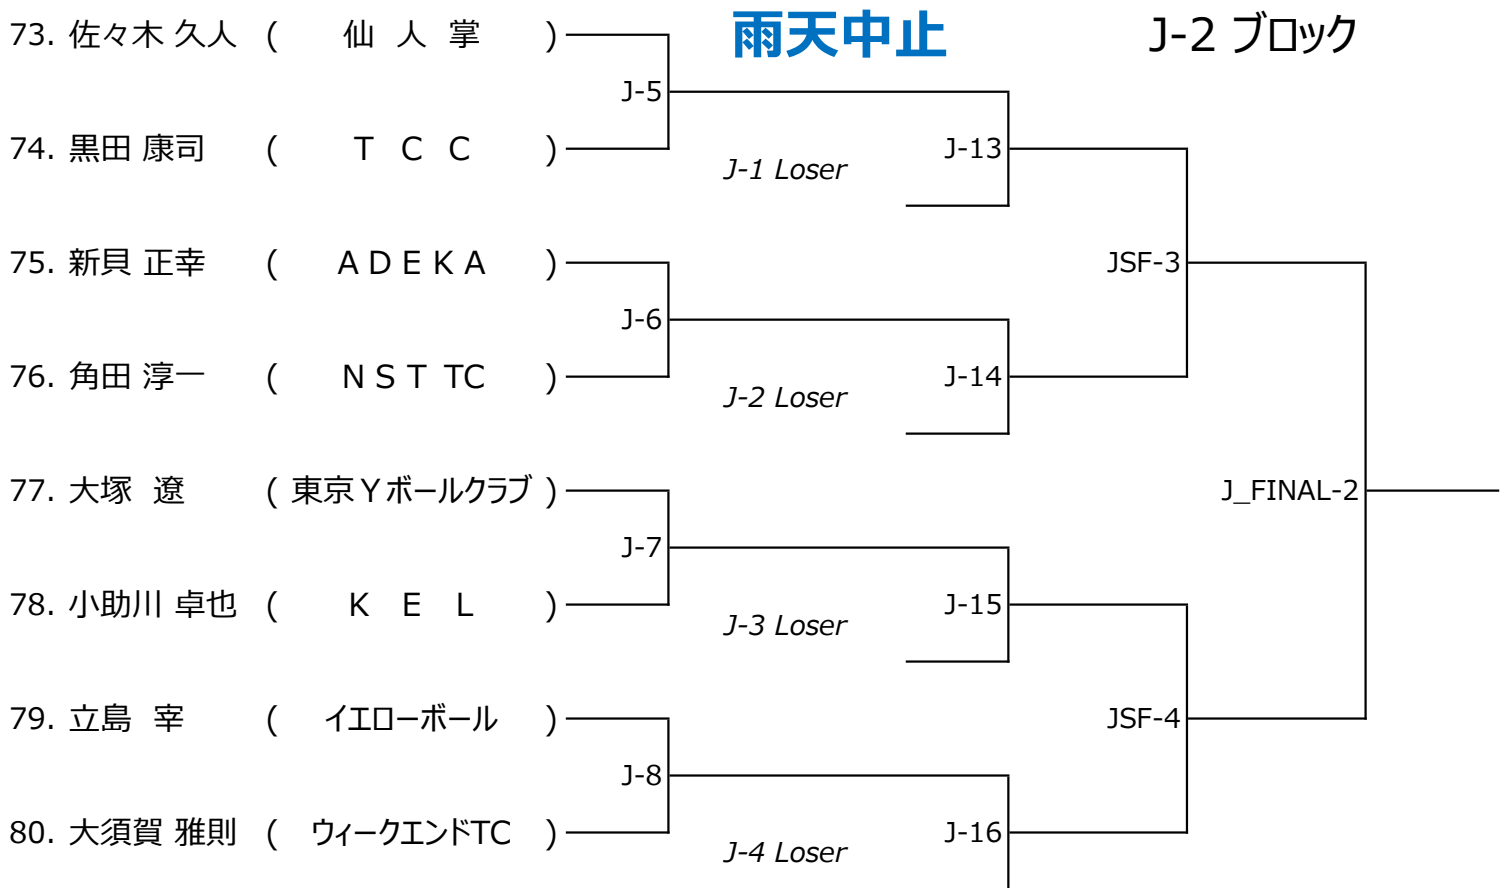 73. 佐々木 久人 ( 仙 人 掌 ) 雨天中止 J-2 ブロック
J-5
74. 黒田 康司 ( T C C ) J-1 Loser J-13
75. 新貝 正幸 ( A D E K A ) JSF-3
J-6
76. 角田 淳一 ( N S T TC ) J-2 Loser J-14
77. 大塚 遼 ( 東京Yボールクラブ ) J_FINAL-2
J-7
78. 小助川 卓也 ( K E L ) J-3 Loser J-15
79. 立島 宰 ( イエローボール ) JSF-4
J-8
80. 大須賀 雅則 ( ウィークエンドTC ) J-4 Loser J-16